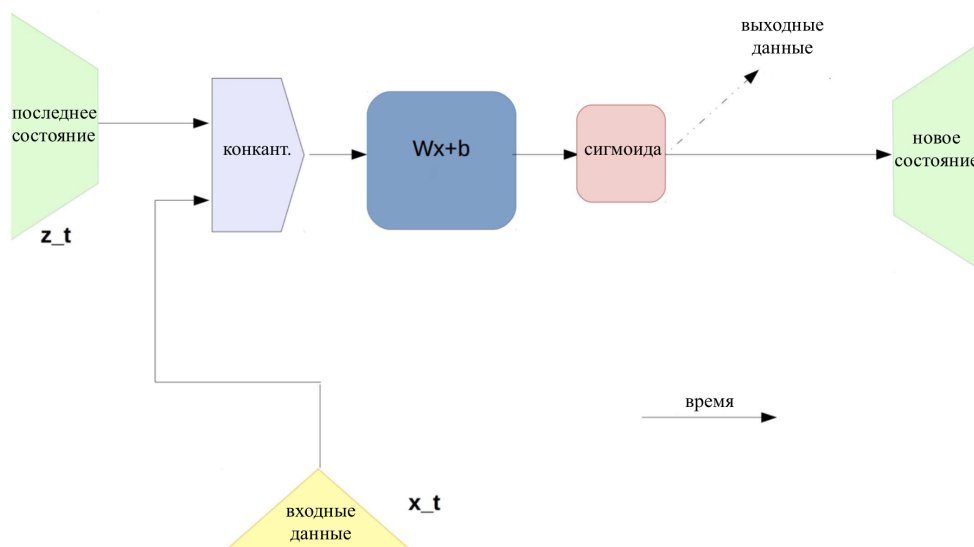 выходные
данные
последнее
состояние
конкант.
Wx+b
сигмоида
новое
состояние
z_t
время
x_t
входные
данные